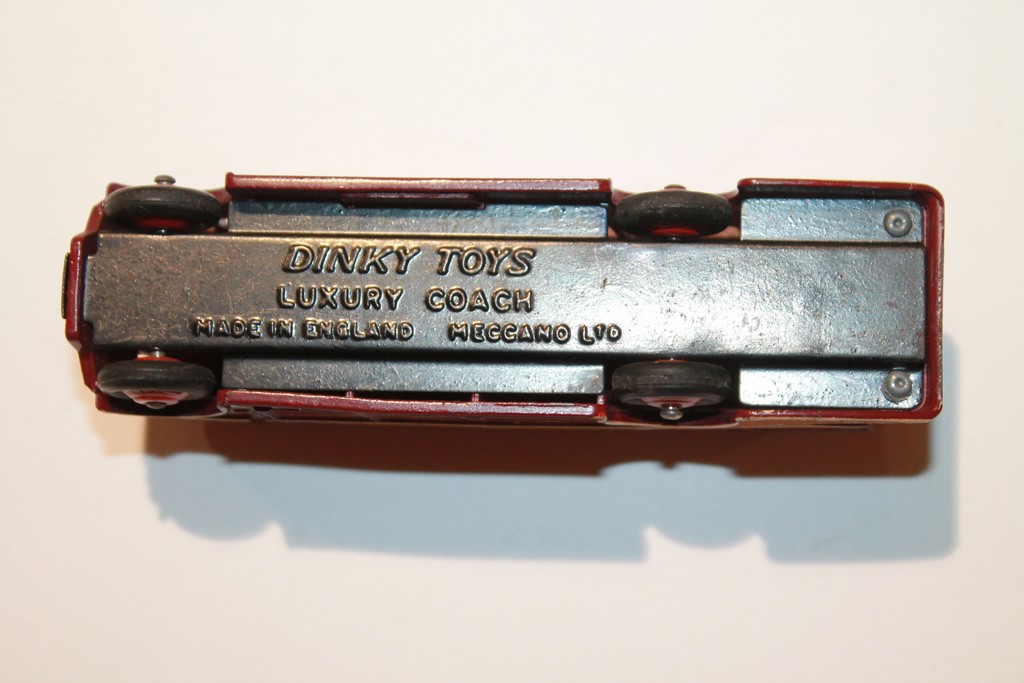 DINKY TOYS
LUXURY COACH
MADE IN ENGLAND MECCANO LTD